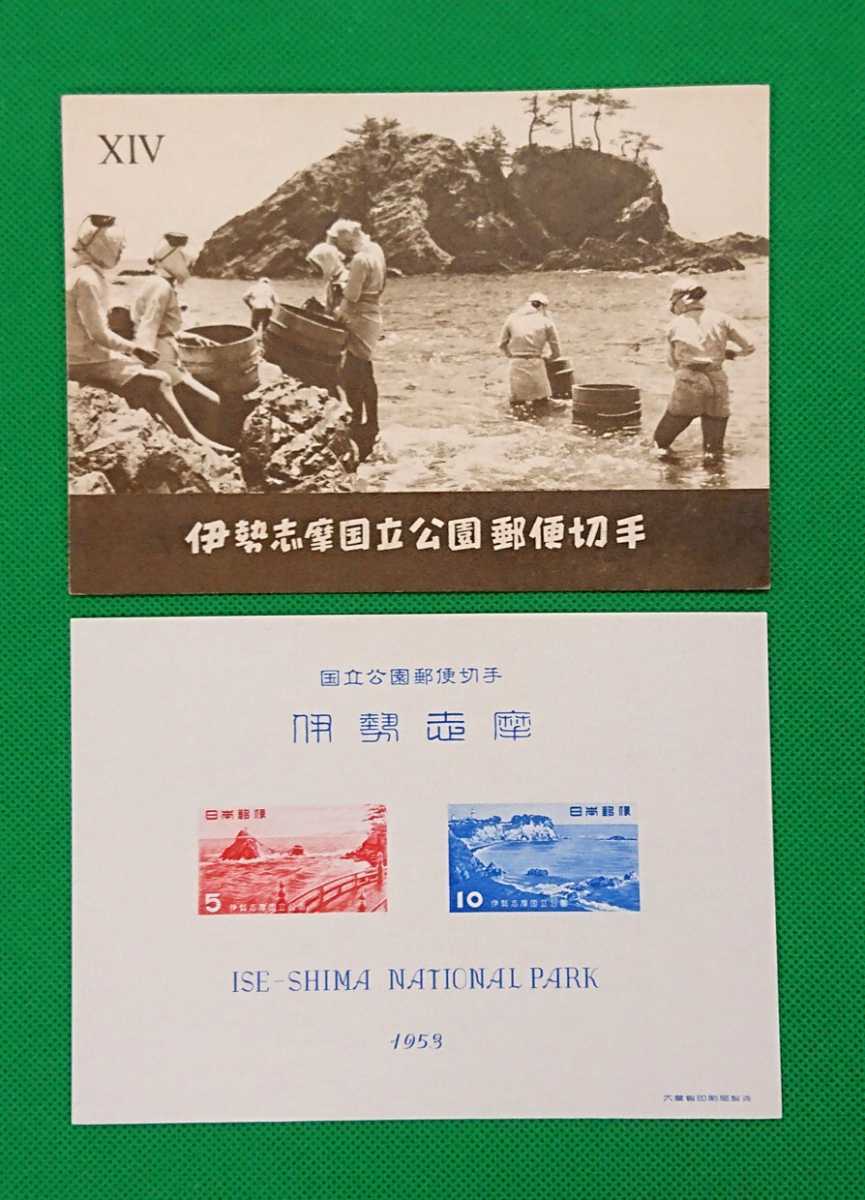 XIV
伊勢志摩国立公園郵便切手
国立公園郵便切手
伊勢志摩
日本郵便
5 伊勢志摩国立公園
日本郵便
10 伊勢志摩国立公園
ISE-SHIMA NATIONAL PARK
1953
大蔵省印刷局製造